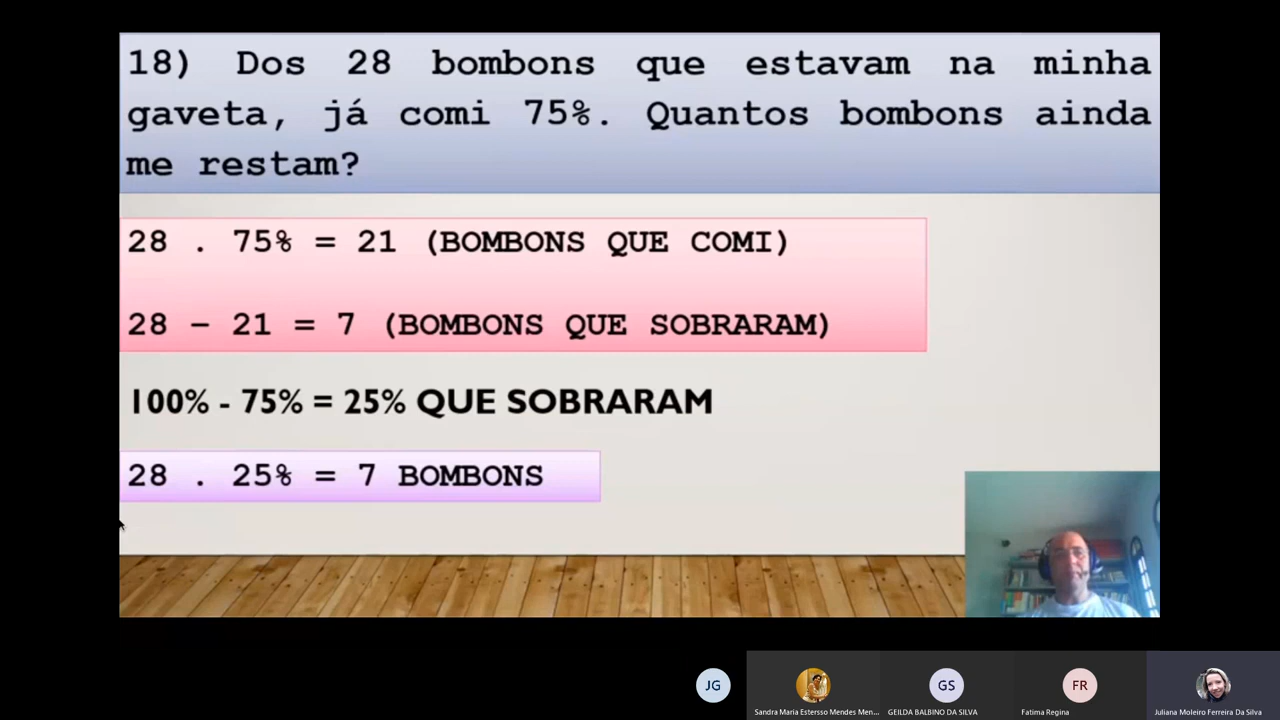 18) Dos 28 bombons que estavam na minha
gaveta, já comi 75%. Quantos bombons ainda
me restam?
28 . 75% = 21 (BOMBONS QUE COMI)
28 – 21 = 7 (BOMBONS QUE SOBRARAM)
100% - 75% = 25% QUE SOBRARAM
28 . 25% = 7 BOMBONS
JG
GS
FR
Sandra Maria Estersso Mendes Men...
GEILDA BALBINO DA SILVA
Fatima Regina
Juliana Moleiro Ferreira Da Silva